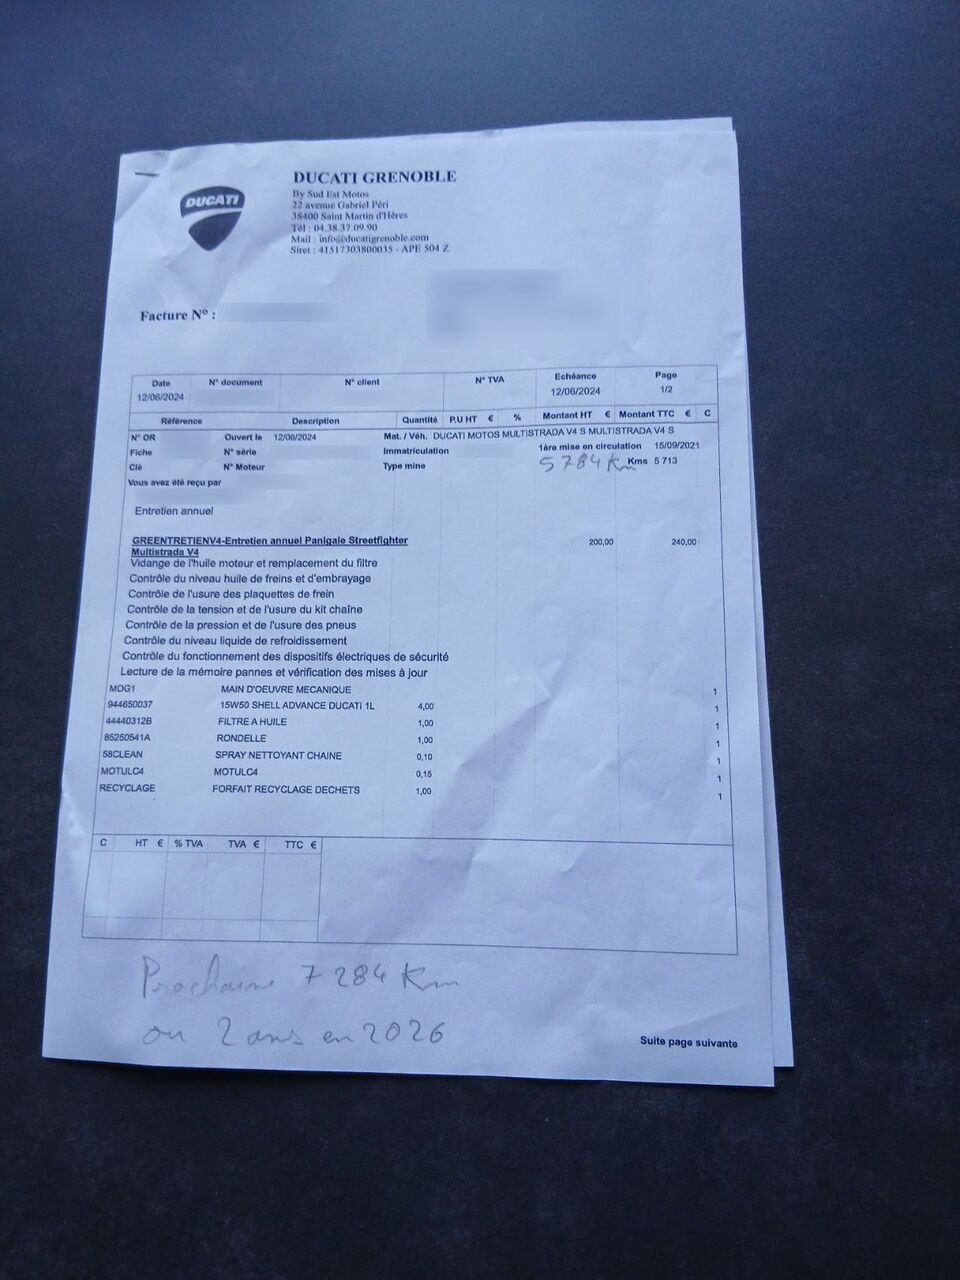 DUCATI
DUCATI GRENOBLE
By Sud Est Motos
22 avenue Gabriel Péri
38400 Saint Martin d'Hères
Tél : 04.38.37.09.90
Mail : info@ducatigrenoble.com
Siret : 41517303800035 - APE 504 Z
Facture N° :
Date N° document N° client N° TVA Echéance Page
12/06/2024 12/06/2024 1/2
Référence Description Quantité P.U HT € % Montant HT € Montant TTC € C
N° OR Ouvert le 12/06/2024 Mat. / Véh. DUCATI MOTOS MULTISTRADA V4 S MULTISTRADA V4 S
Fiche N° série Immatriculation 1ère mise en circulation 15/09/2021
Clé N° Moteur Type mine 5 784 Km Kms 5 713
Vous avez été reçu par
Entretien annuel
GREENTRETIENV4-Entretien annuel Panigale Streetfighter 200,00 240,00
Multistrada V4
Vidange de l'huile moteur et remplacement du filtre
Contrôle du niveau huile de freins et d'embrayage
Contrôle de l'usure des plaquettes de frein
Contrôle de la tension et de l'usure du kit chaîne
Contrôle de la pression et de l'usure des pneus
Contrôle du niveau liquide de refroidissement
Contrôle du fonctionnement des dispositifs électriques de sécurité
Lecture de la mémoire pannes et vérification des mises à jour
MOG1 MAIN D'OEUVRE MECANIQUE 1
944650037 15W50 SHELL ADVANCE DUCATI 1L 4,00 1
44440312B FILTRE A HUILE 1,00 1
85250541A RONDELLE 1,00 1
58CLEAN SPRAY NETTOYANT CHAINE 0,10 1
MOTULC4 MOTULC4 0,15 1
RECYCLAGE FORFAIT RECYCLAGE DECHETS 1,00 1
C HT € % TVA TVA € TTC €
Prochaine 7 284 Km
ou 2 ans en 2026
Suite page suivante